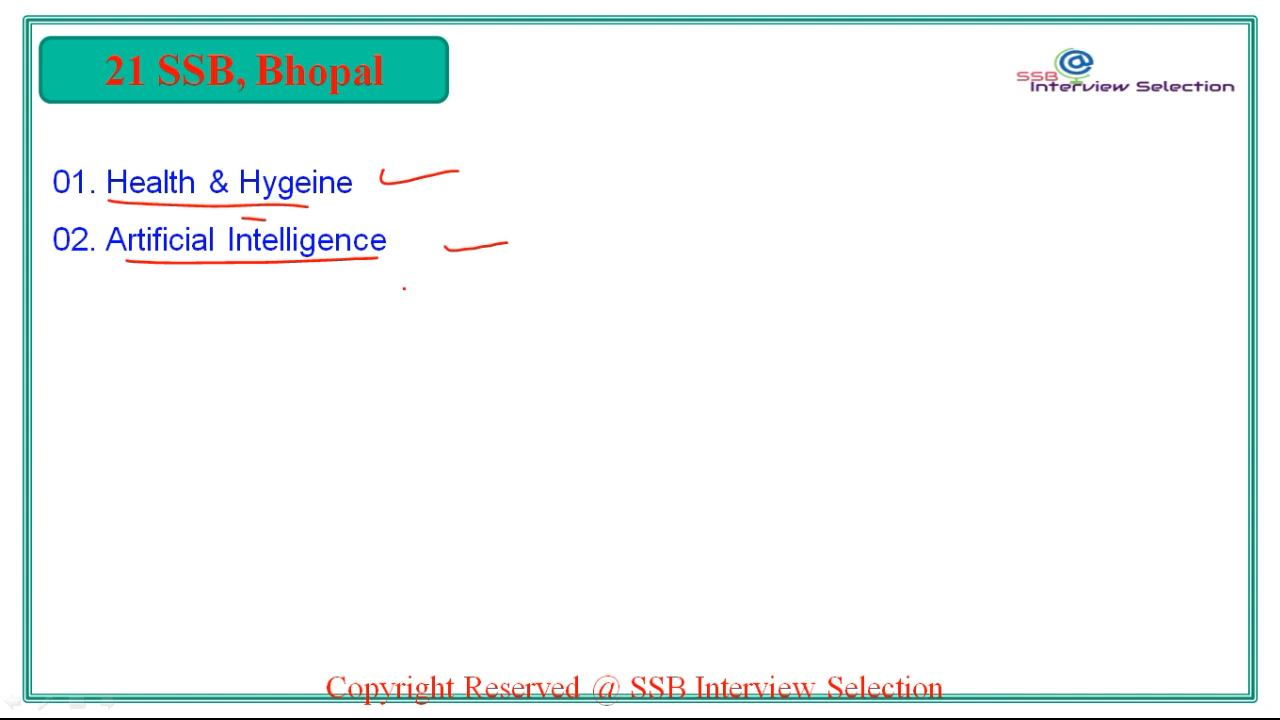 21 SSB, Bhopal
SSB
Interview Selection
01. Health & Hygeine
02. Artificial Intelligence
Copyright Reserved @ SSB Interview Selection